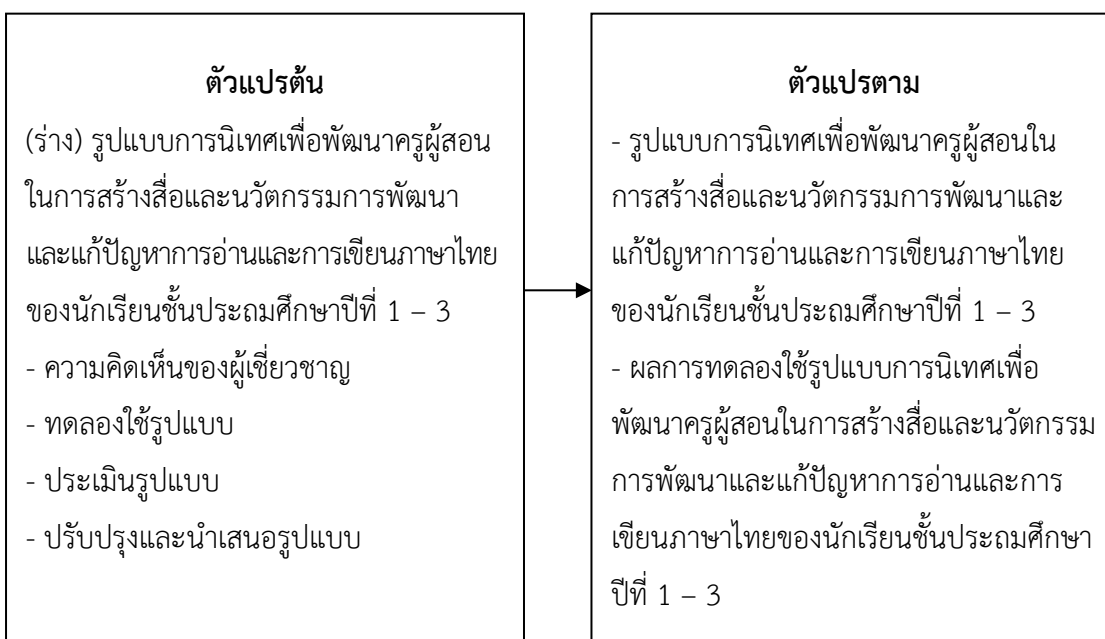 ตัวแปรต้น
(ร่าง) รูปแบบการนิเทศเพื่อพัฒนาครูผู้สอน
ในการสร้างสื่อและนวัตกรรมการพัฒนา
และแก้ปัญหาการอ่านและการเขียนภาษาไทย
ของนักเรียนชั้นประถมศึกษาปีที่ 1 – 3
- ความคิดเห็นของผู้เชี่ยวชาญ
- ทดลองใช้รูปแบบ
- ประเมินรูปแบบ
- ปรับปรุงและนำเสนอรูปแบบ
ตัวแปรตาม
- รูปแบบการนิเทศเพื่อพัฒนาครูผู้สอนใน
การสร้างสื่อและนวัตกรรมการพัฒนาและ
แก้ปัญหาการอ่านและการเขียนภาษาไทย
ของนักเรียนชั้นประถมศึกษาปีที่ 1 – 3
- ผลการทดลองใช้รูปแบบการนิเทศเพื่อ
พัฒนาครูผู้สอนในการสร้างสื่อและนวัตกรรม
การพัฒนาและแก้ปัญหาการอ่านและการ
เขียนภาษาไทยของนักเรียนชั้นประถมศึกษา
ปีที่ 1 – 3